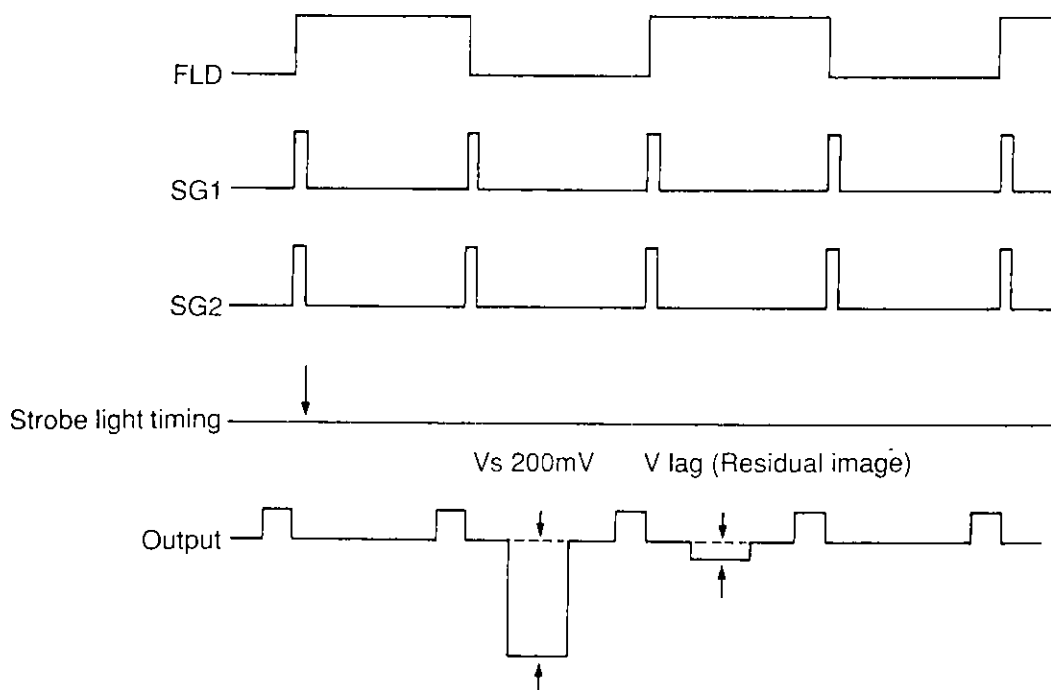 FLD
SG1
SG2
Strobe light timing
Vs 200mV V lag (Residual image)
Output